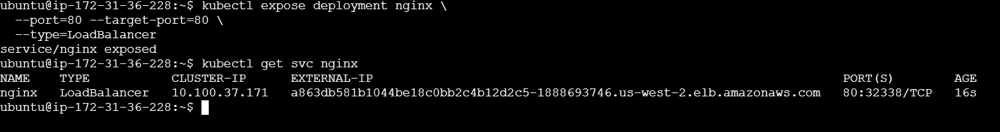 ubuntu@ip-172-31-36-228:~$ kubectl expose deployment nginx \
  --port=80 --target-port=80 \
  --type=LoadBalancer
service/nginx exposed
ubuntu@ip-172-31-36-228:~$ kubectl get svc nginx
NAME    TYPE           CLUSTER-IP      EXTERNAL-IP                                                               PORT(S)        AGE
nginx   LoadBalancer   10.100.37.171   a863db581b1044be18c0bb2c4b12d2c5-1888693746.us-west-2.elb.amazonaws.com   80:32338/TCP   16s
ubuntu@ip-172-31-36-228:~$